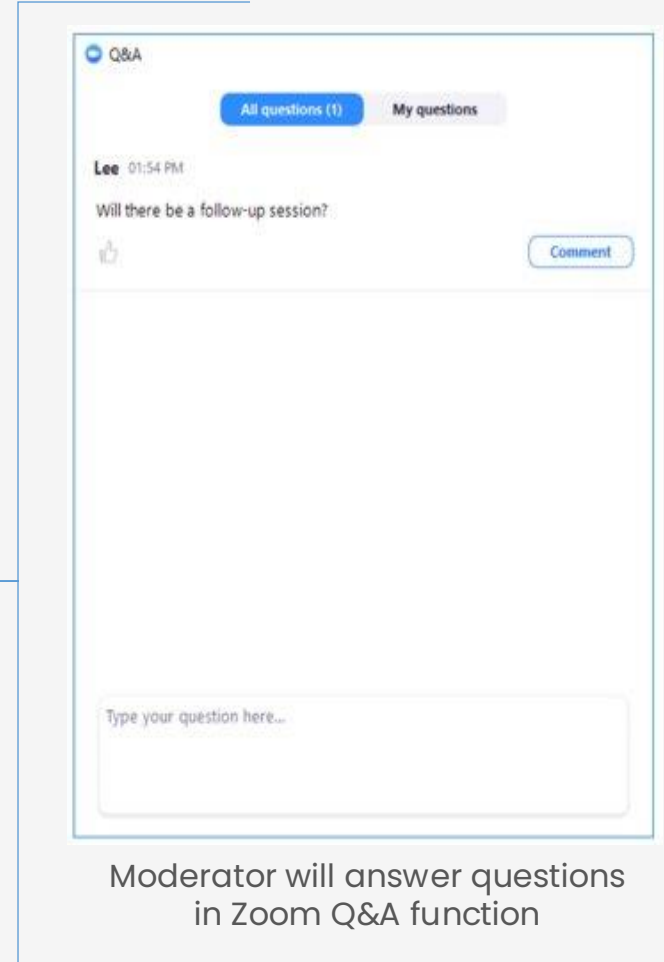 Q&A
All questions (1) My questions
Lee 01:54 PM
Will there be a follow-up session?
Comment
Type your question here...
Moderator will answer questions
in Zoom Q&A function